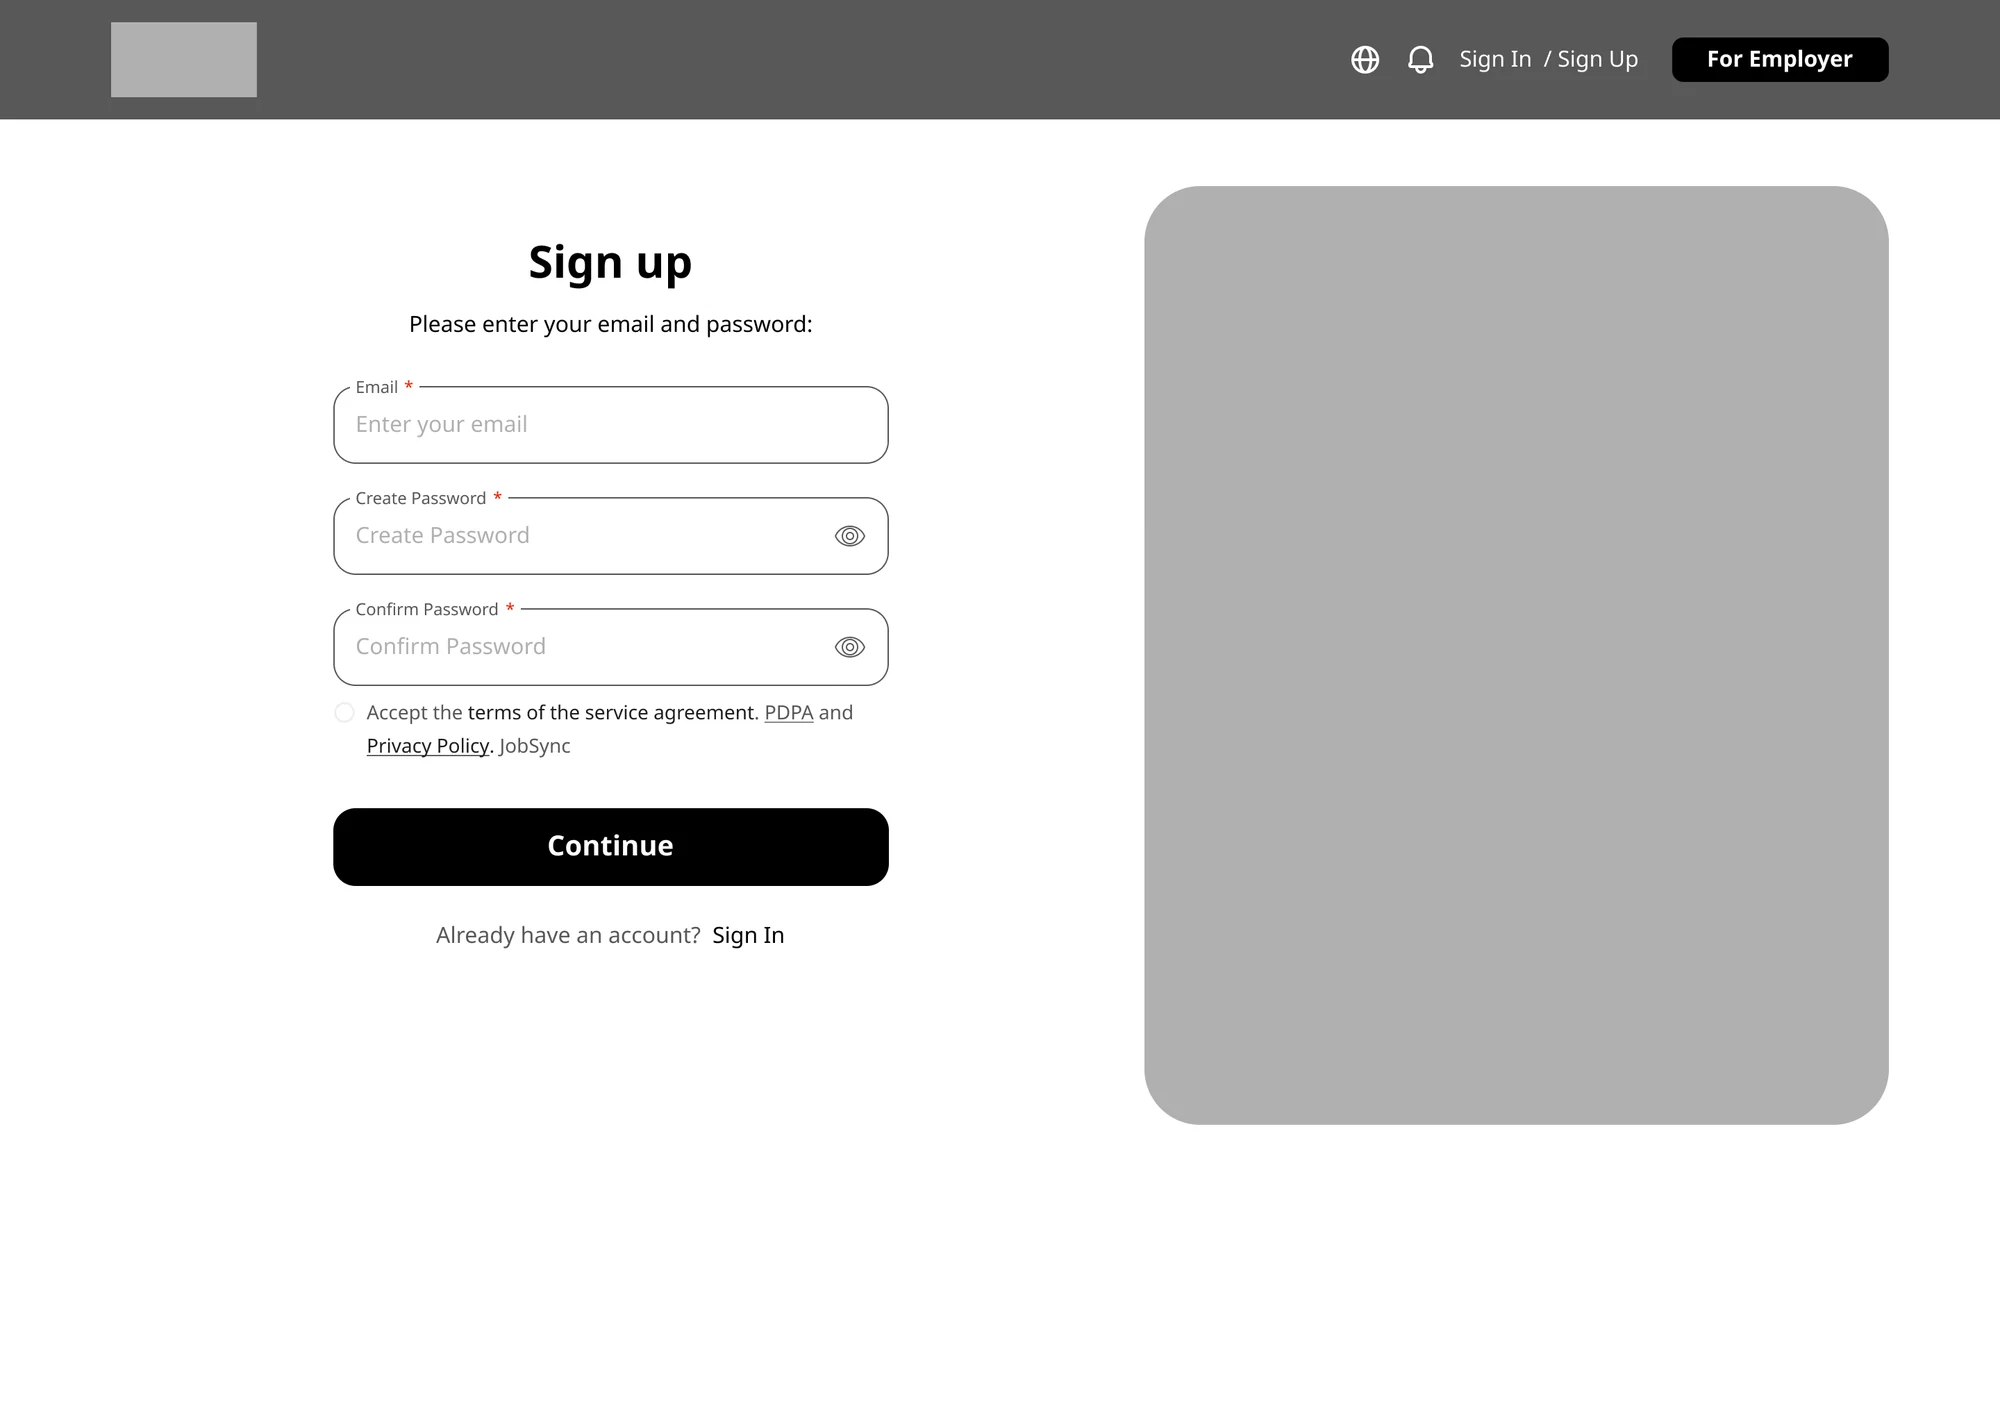 Sign In / Sign Up
For Employer
Sign up
Please enter your email and password:
Email *
Enter your email
Create Password *
Create Password
Confirm Password *
Confirm Password
Accept the terms of the service agreement. PDPA and
Privacy Policy. JobSync
Continue
Already have an account? Sign In